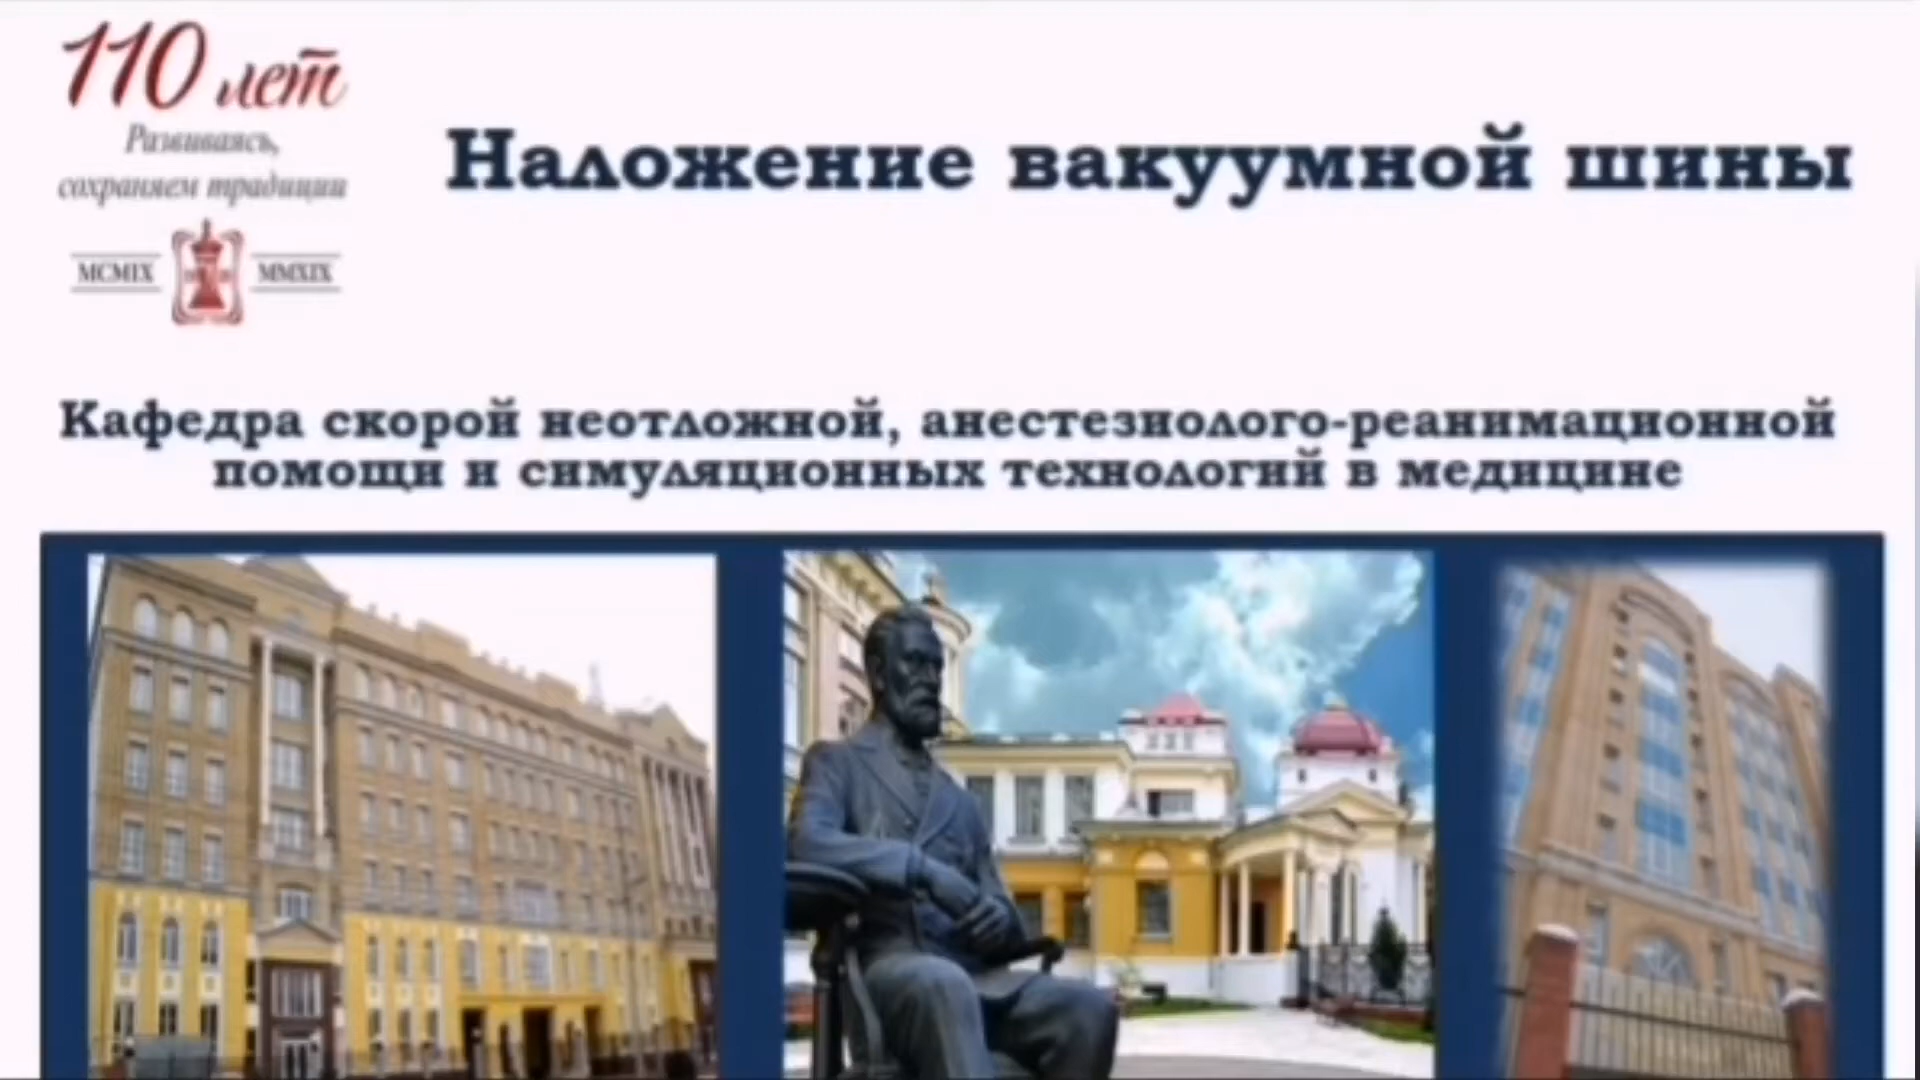 110 лет
Развиваясь,
сохраняем традиции
MCMIX MMXIX
Наложение вакуумной шины
Кафедра скорой неотложной, анестезиолого-реанимационной
помощи и симуляционных технологий в медицине